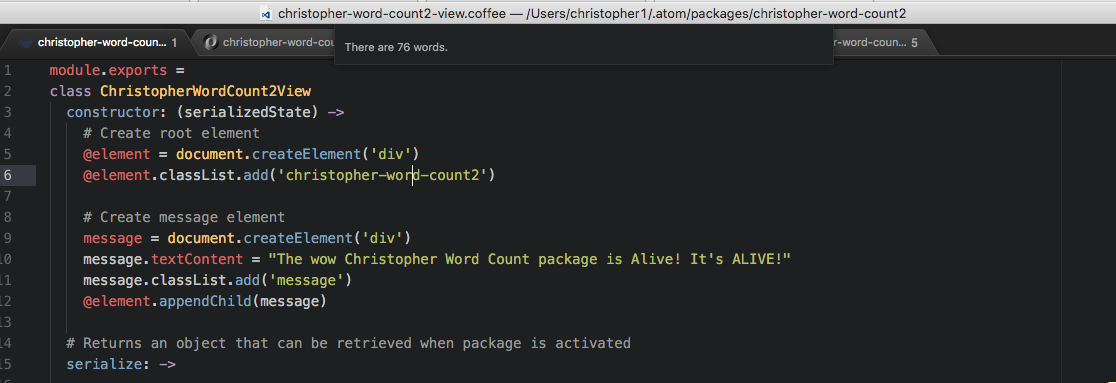 christopher-word-count2-view.coffee — /Users/christopher1/.atom/packages/christopher-word-count2
christopher-word-coun... 1
christopher-word-cou
r-word-coun... 5
There are 76 words.
1 module.exports =
2 class ChristopherWordCount2View
3 constructor: (serializedState) ->
4 # Create root element
5 @element = document.createElement('div')
6 @element.classList.add('christopher-word-count2')
7
8 # Create message element
9 message = document.createElement('div')
10 message.textContent = "The wow Christopher Word Count package is Alive! It's ALIVE!"
11 message.classList.add('message')
12 @element.appendChild(message)
13
14 # Returns an object that can be retrieved when package is activated
15 serialize: ->